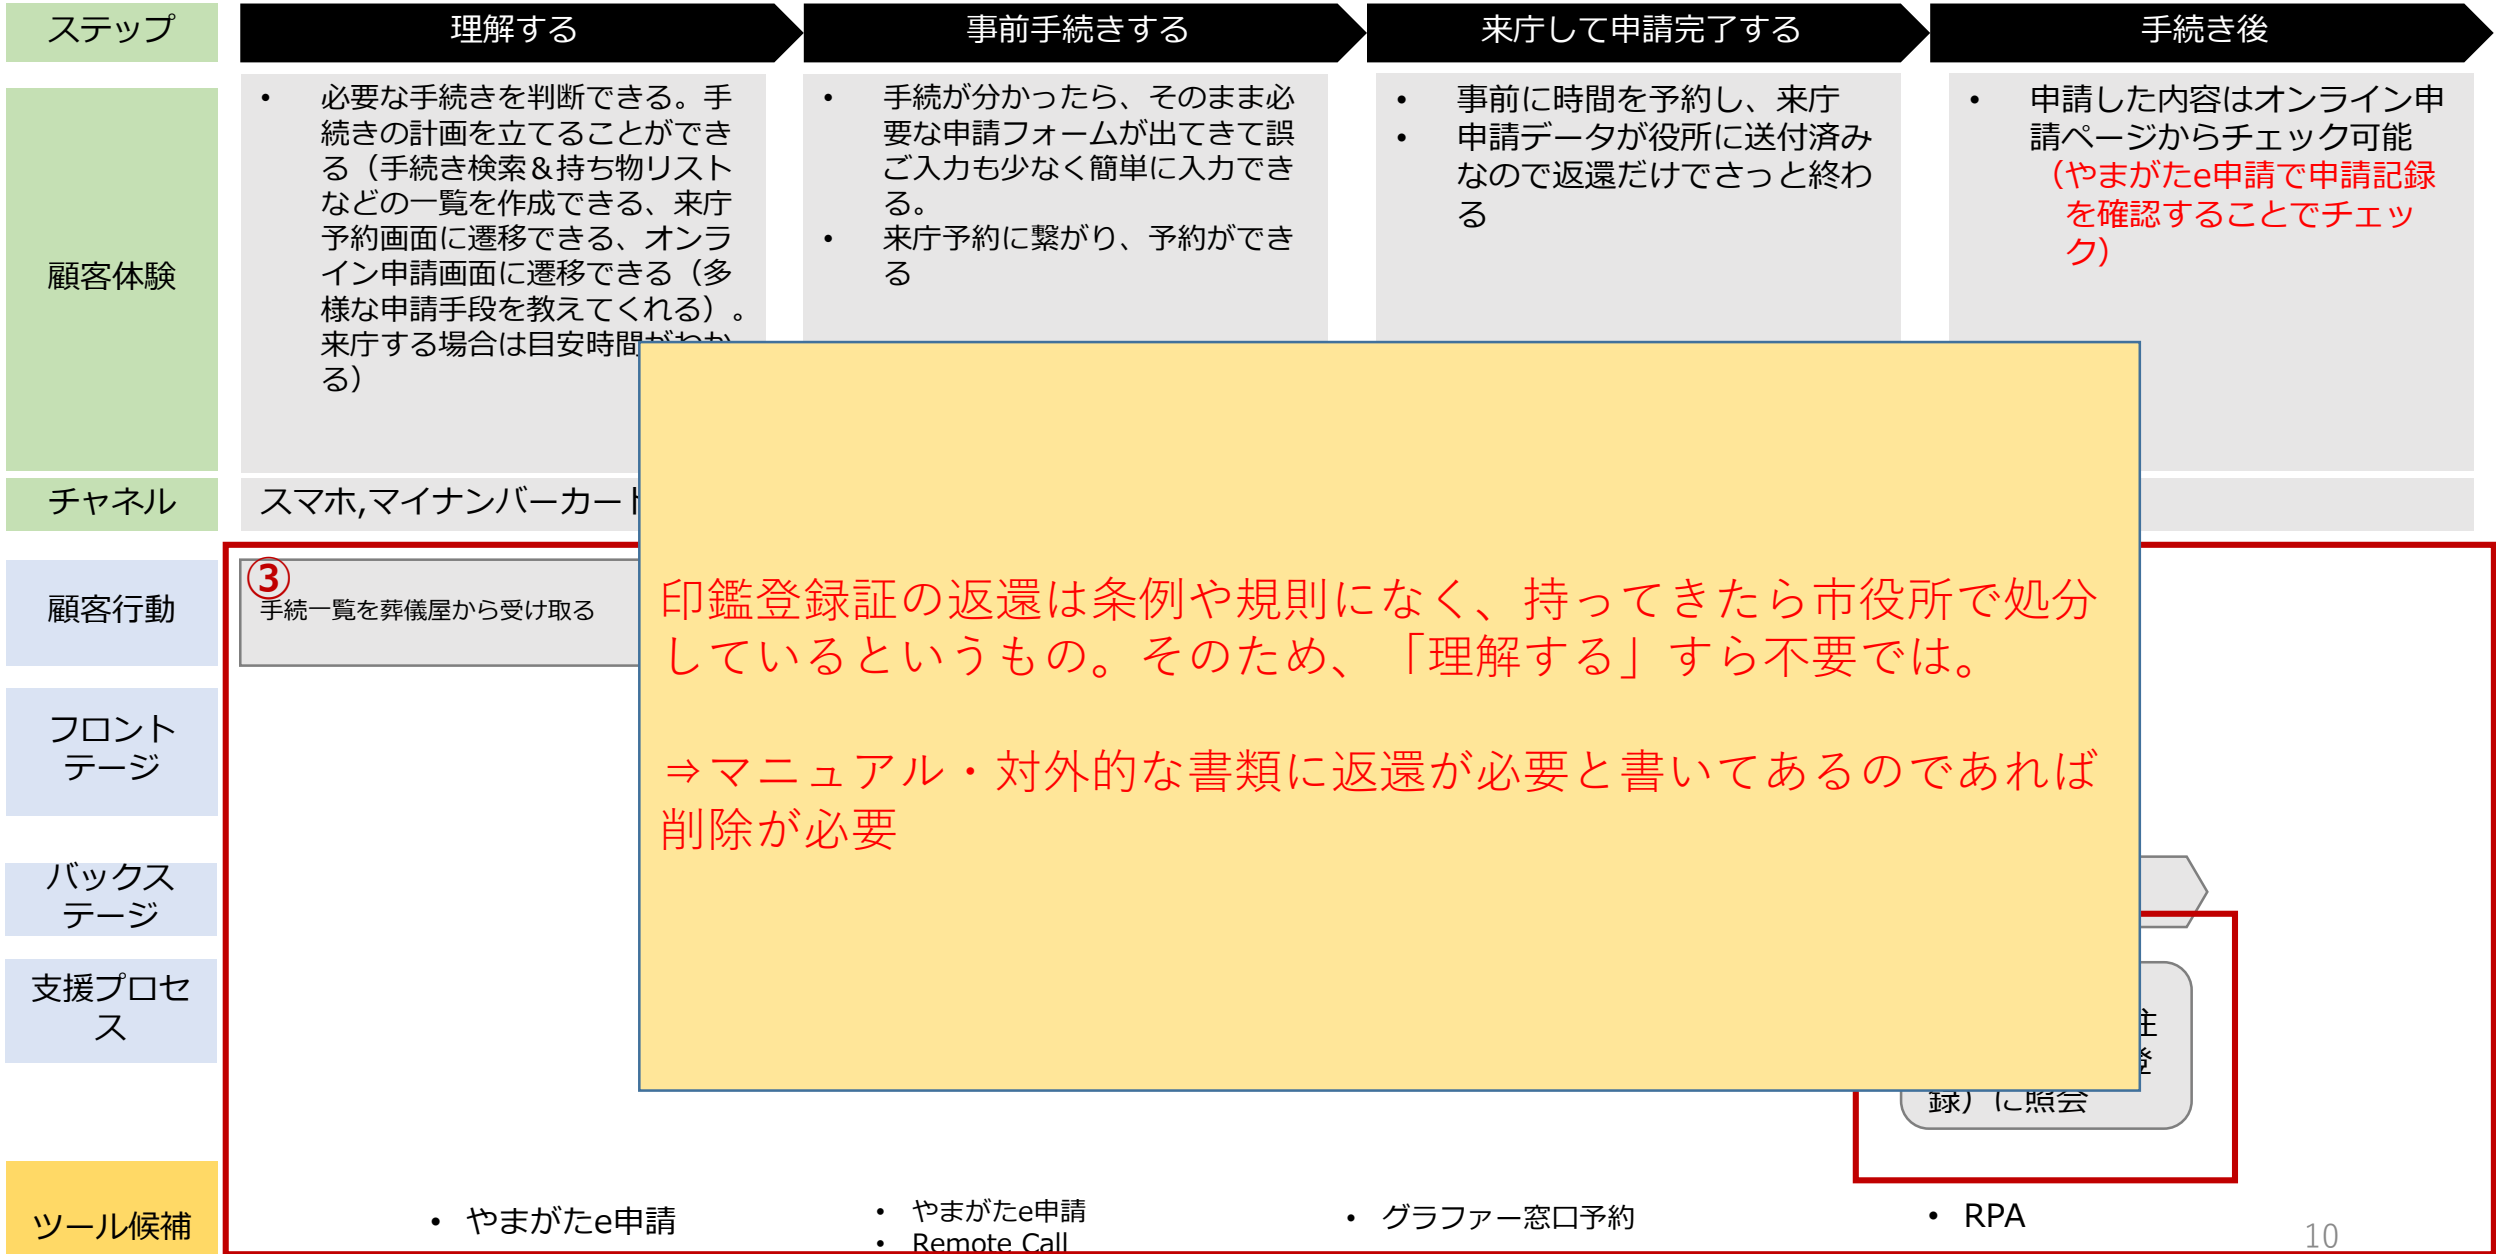 ステップ
理解する
事前手続きする
来庁して申請完了する
手続き後
顧客体験
• 必要な手続きを判断できる。手
続きの計画を立てることができ
る（手続き検索＆持ち物リスト
などの一覧を作成できる、来庁
予約画面に遷移できる、オンラ
イン申請画面に遷移できる（多
様な申請手段を教えてくれる）。
来庁する場合は目安時間がわか
る）
• 手続が分かったら、そのまま必
要な申請フォームが出てきて誤
ご入力も少なく簡単に入力でき
る。
• 来庁予約に繋がり、予約ができ
る
• 事前に時間を予約し、来庁
• 申請データが役所に送付済み
なので返還だけでさっと終わ
る
• 申請した内容はオンライン申
請ページからチェック可能
（やまがたe申請で申請記録
を確認することでチェッ
ク）
チャネル
スマホ,マイナンバーカード
顧客行動
③
手続一覧を葬儀屋から受け取る
印鑑登録証の返還は条例や規則になく、持ってきたら市役所で処分
しているというもの。そのため、「理解する」すら不要では。
⇒マニュアル・対外的な書類に返還が必要と書いてあるのであれば
削除が必要
フロント
テージ
バックス
テージ
支援プロセ
ス
録）に照会
ツール候補
• やまがたe申請
• やまがたe申請
• Remote Call
• グラファー窓口予約
• RPA
10